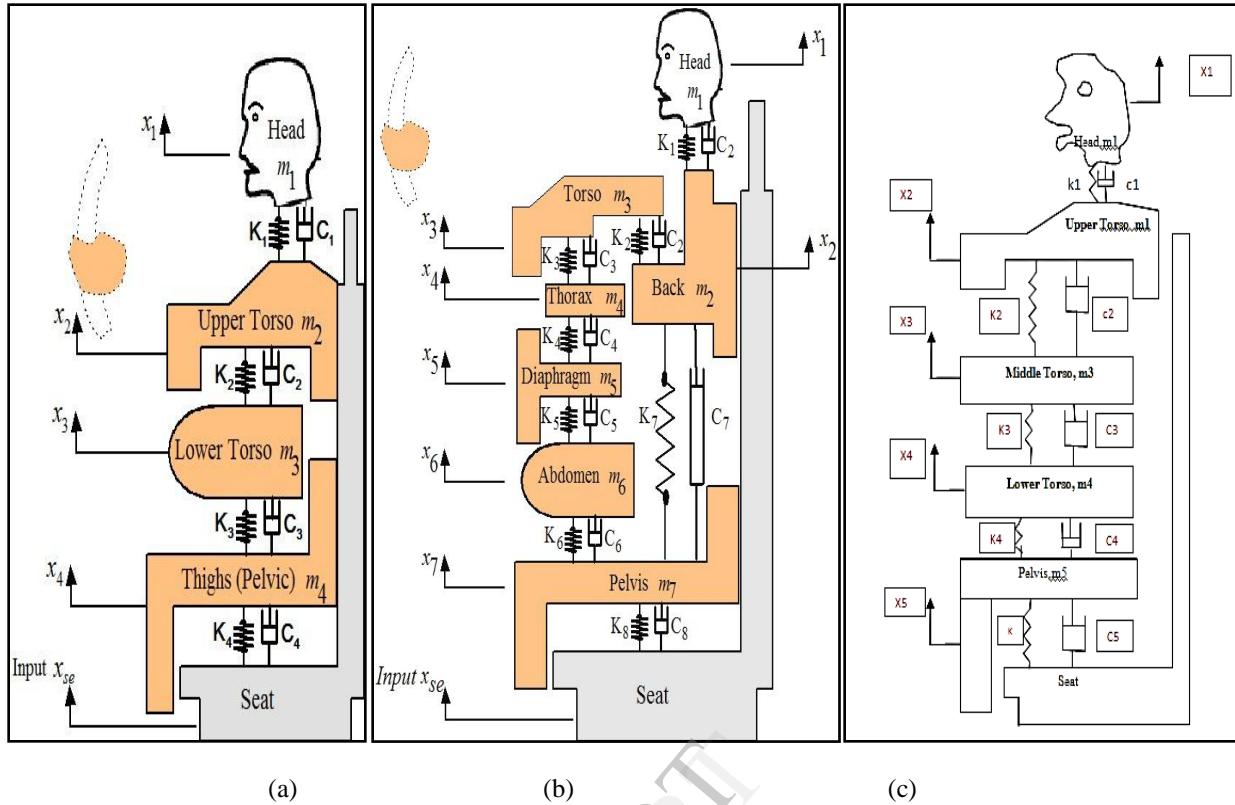 x1
Head
m1
K1 C1
x2
Upper Torso m2
K2 C2
x3
Lower Torso m3
K3 C3
x4
Thighs (Pelvic) m4
K4 C4
Input xse
Seat
(a)
x1
Head
m1
K1 C2
Torso m3
x3
K3 C3 K2 C2
x2
x4
Thorax m4
Back m2
K4 C4
x5
Diaphragm m5
K5 C5
K7 C7
x6
Abdomen m6
K6 C6
x7
Pelvis m7
K8 C8
Input xse
Seat
(b)
X1
Head,m1
k1 c1
X2
Upper Torso, m1
K2 c2
X3
Middle Torso, m3
K3 C3
X4
Lower Torso, m4
K4 C4
Pelvis,m5
X5
K C5
Seat
(c)